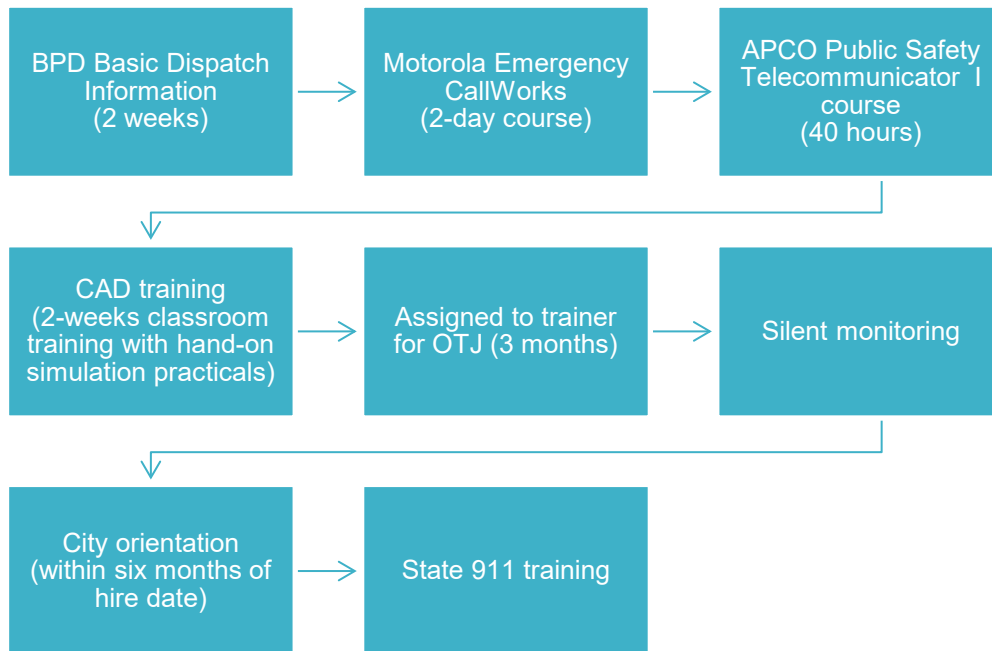 BPD Basic Dispatch
Information
(2 weeks)
Motorola Emergency
CallWorks
(2-day course)
APCO Public Safety
Telecommunicator I
course
(40 hours)
CAD training
(2-weeks classroom
training with hand-on
simulation practicals)
Assigned to trainer
for OTJ (3 months)
Silent monitoring
City orientation
(within six months of
hire date)
State 911 training